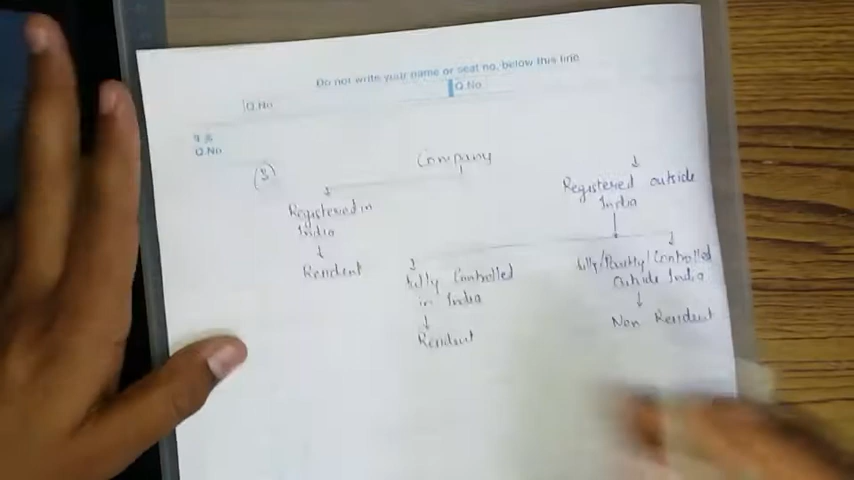 Do not write your name or seat no. below this line
Q.No
Q.No
Q.No
(3)
Company
Registered in
India
Resident
Registered outside
India
fully Controlled
in India
Resident
fully/Partly/Controlled
Outside India
Non Resident